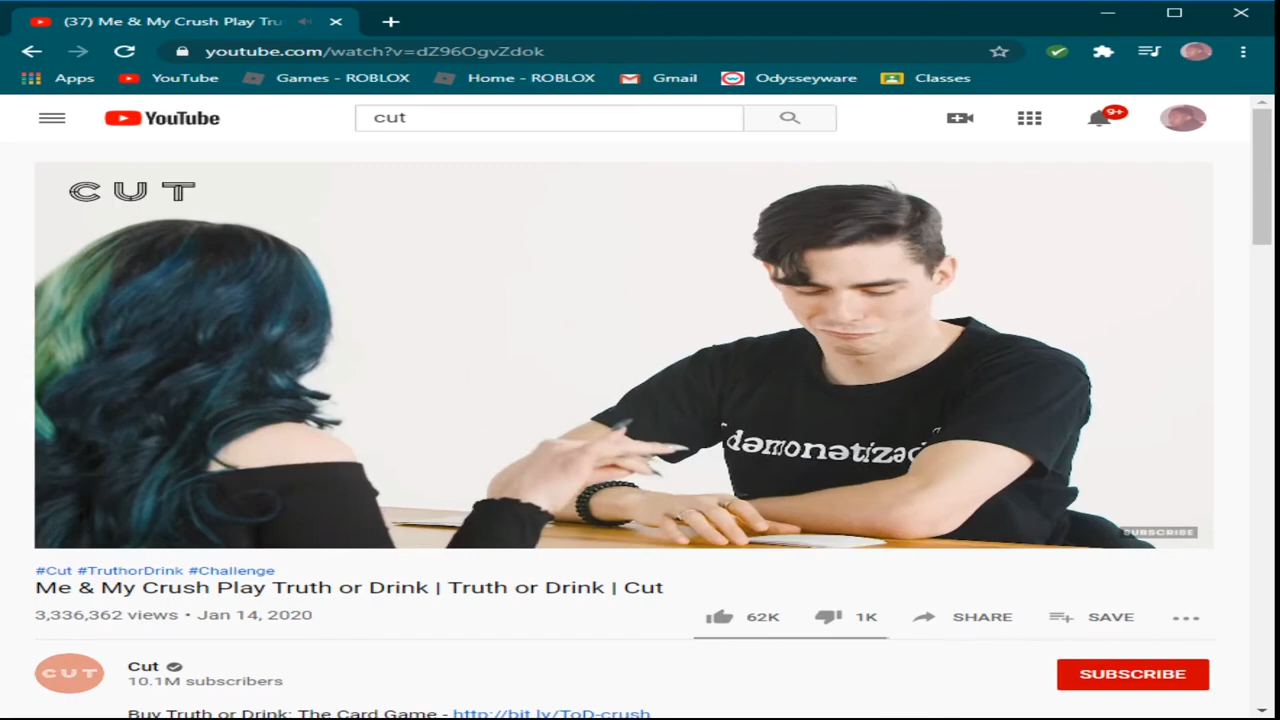 (37) Me & My Crush Play Tru
youtube.com/watch?v=dZ96OgvZdok
Apps YouTube Games - ROBLOX Home - ROBLOX Gmail Odysseyware Classes
YouTube cut 9+
CUT
"dəmonətizəd"
SUBSCRIBE
#Cut #TruthorDrink #Challenge
Me & My Crush Play Truth or Drink | Truth or Drink | Cut
3,336,362 views • Jan 14, 2020 62K 1K SHARE SAVE
CUT Cut SUBSCRIBE
10.1M subscribers
Buy Truth or Drink: The Card Game - http://bit.ly/ToD-crush